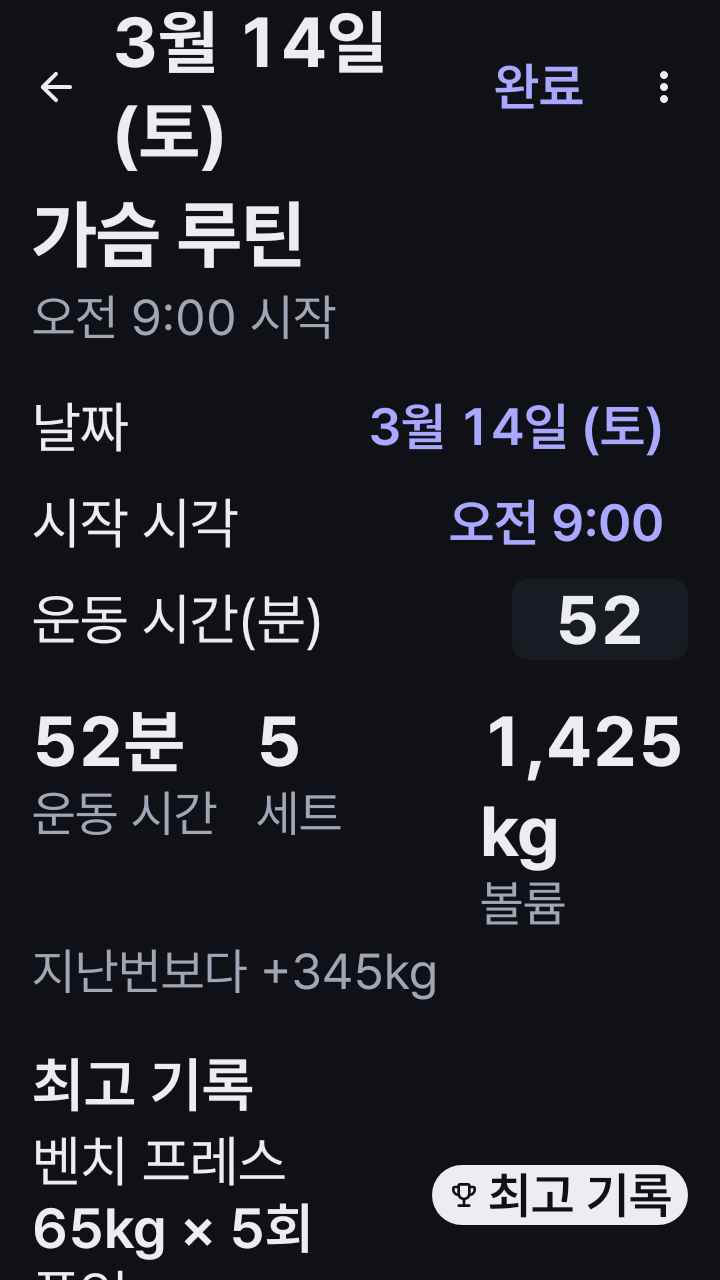 3월 14일
(토)
완료
가슴 루틴
오전 9:00 시작
날짜
3월 14일 (토)
시작 시각
오전 9:00
운동 시간(분)
52
52분
운동 시간
5
세트
1,425
kg
볼륨
지난번보다 +345kg
최고 기록
벤치 프레스
65kg × 5회
최고 기록